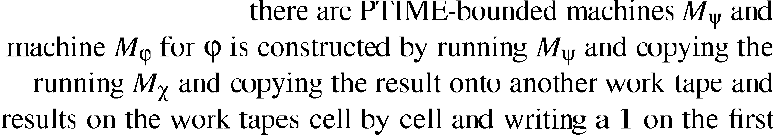 there are PTIME-bounded machines M_ψ and
machine M_φ for φ is constructed by running M_ψ and copying the
running M_χ and copying the result onto another work tape and
results on the work tapes cell by cell and writing a 1 on the first